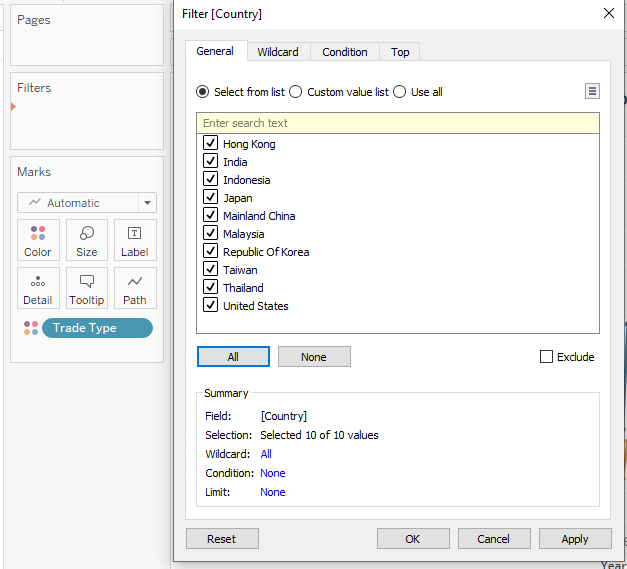 Pages
Filters
Marks
Automatic
Color
Size
Label
Detail
Tooltip
Path
Trade Type
Filter [Country]
General
Wildcard
Condition
Top
Select from list
Custom value list
Use all
Enter search text
Hong Kong
India
Indonesia
Japan
Mainland China
Malaysia
Republic Of Korea
Taiwan
Thailand
United States
All
None
Exclude
Summary
Field: [Country]
Selection: Selected 10 of 10 values
Wildcard: All
Condition: None
Limit: None
Reset
OK
Cancel
Apply
Year